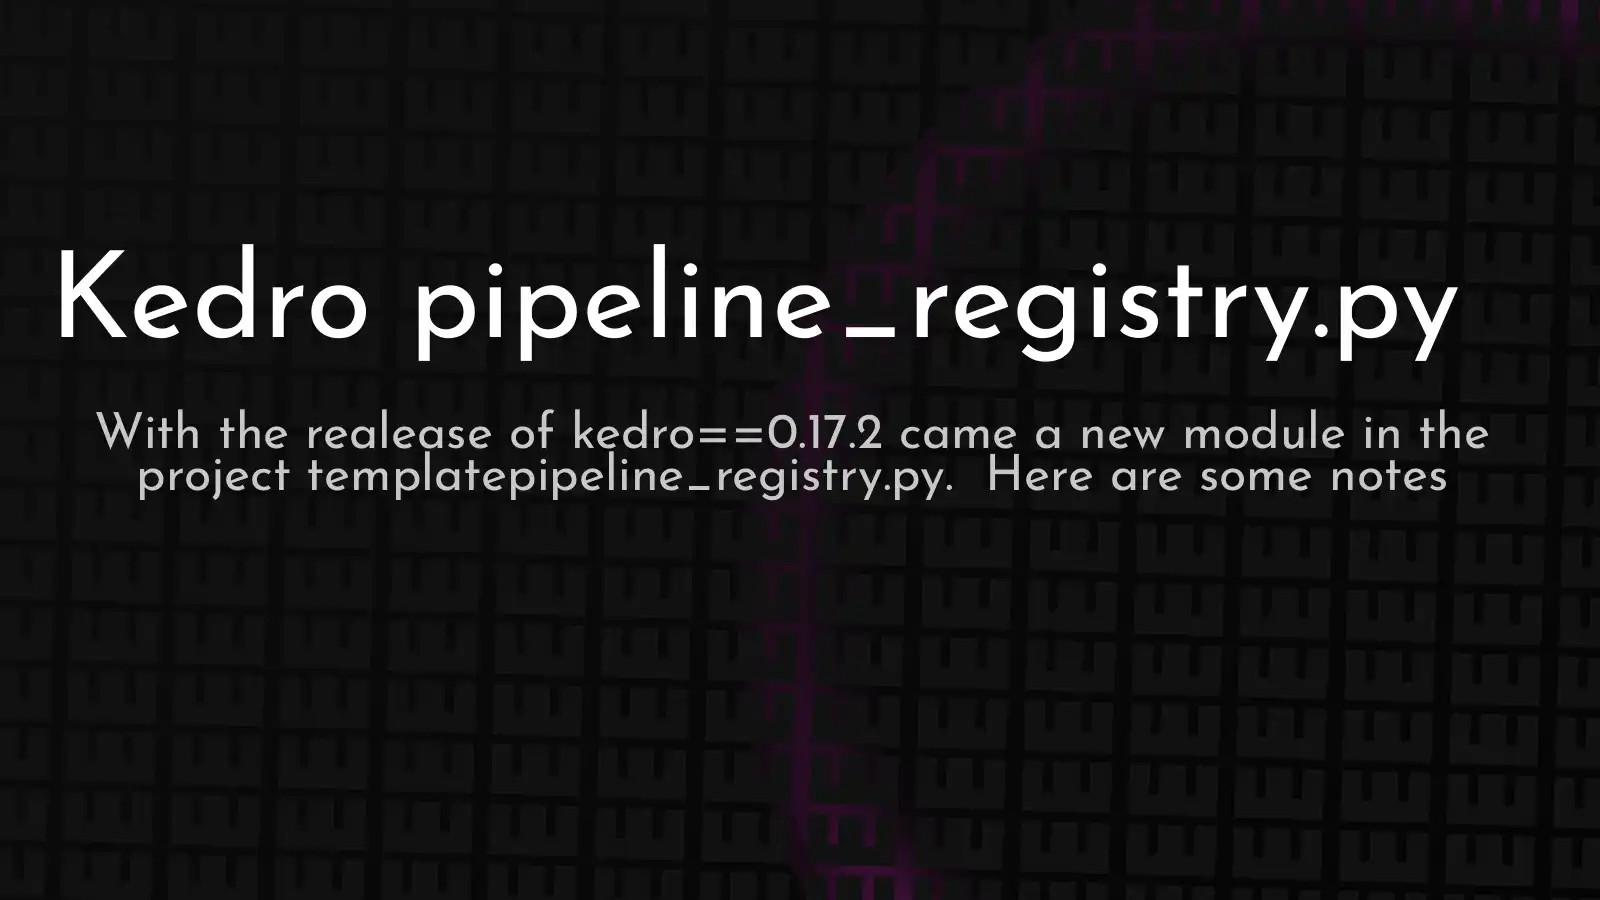 Kedro pipeline_registry.py
With the realease of kedro==0.17.2 came a new module in the
project templatepipeline_registry.py.  Here are some notes